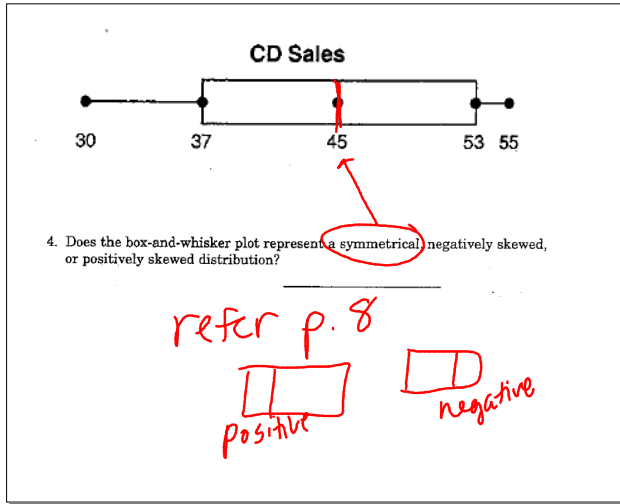 CD Sales
30 37 45 53 55
4. Does the box-and-whisker plot represent a symmetrical, negatively skewed,
or positively skewed distribution?
refer p. 8
positive
negative